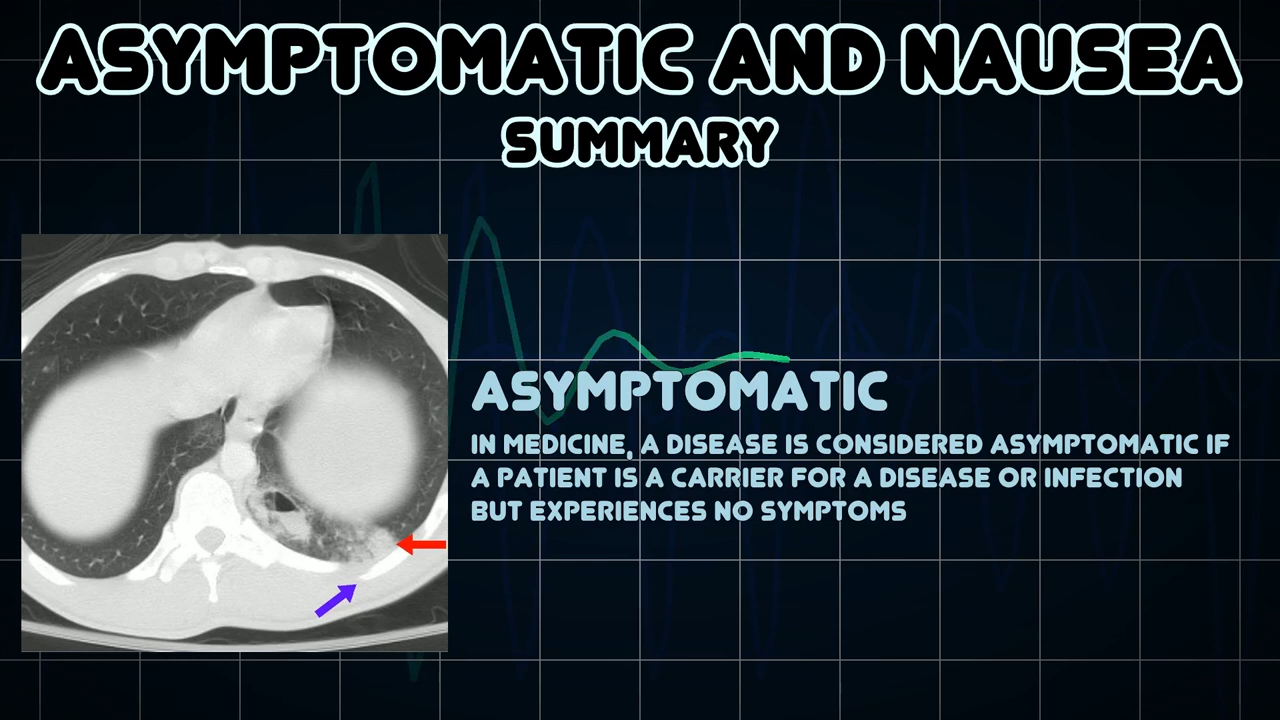 ASYMPTOMATIC AND NAUSEA
SUMMARY
ASYMPTOMATIC
IN MEDICINE, A DISEASE IS CONSIDERED ASYMPTOMATIC IF
A PATIENT IS A CARRIER FOR A DISEASE OR INFECTION
BUT EXPERIENCES NO SYMPTOMS